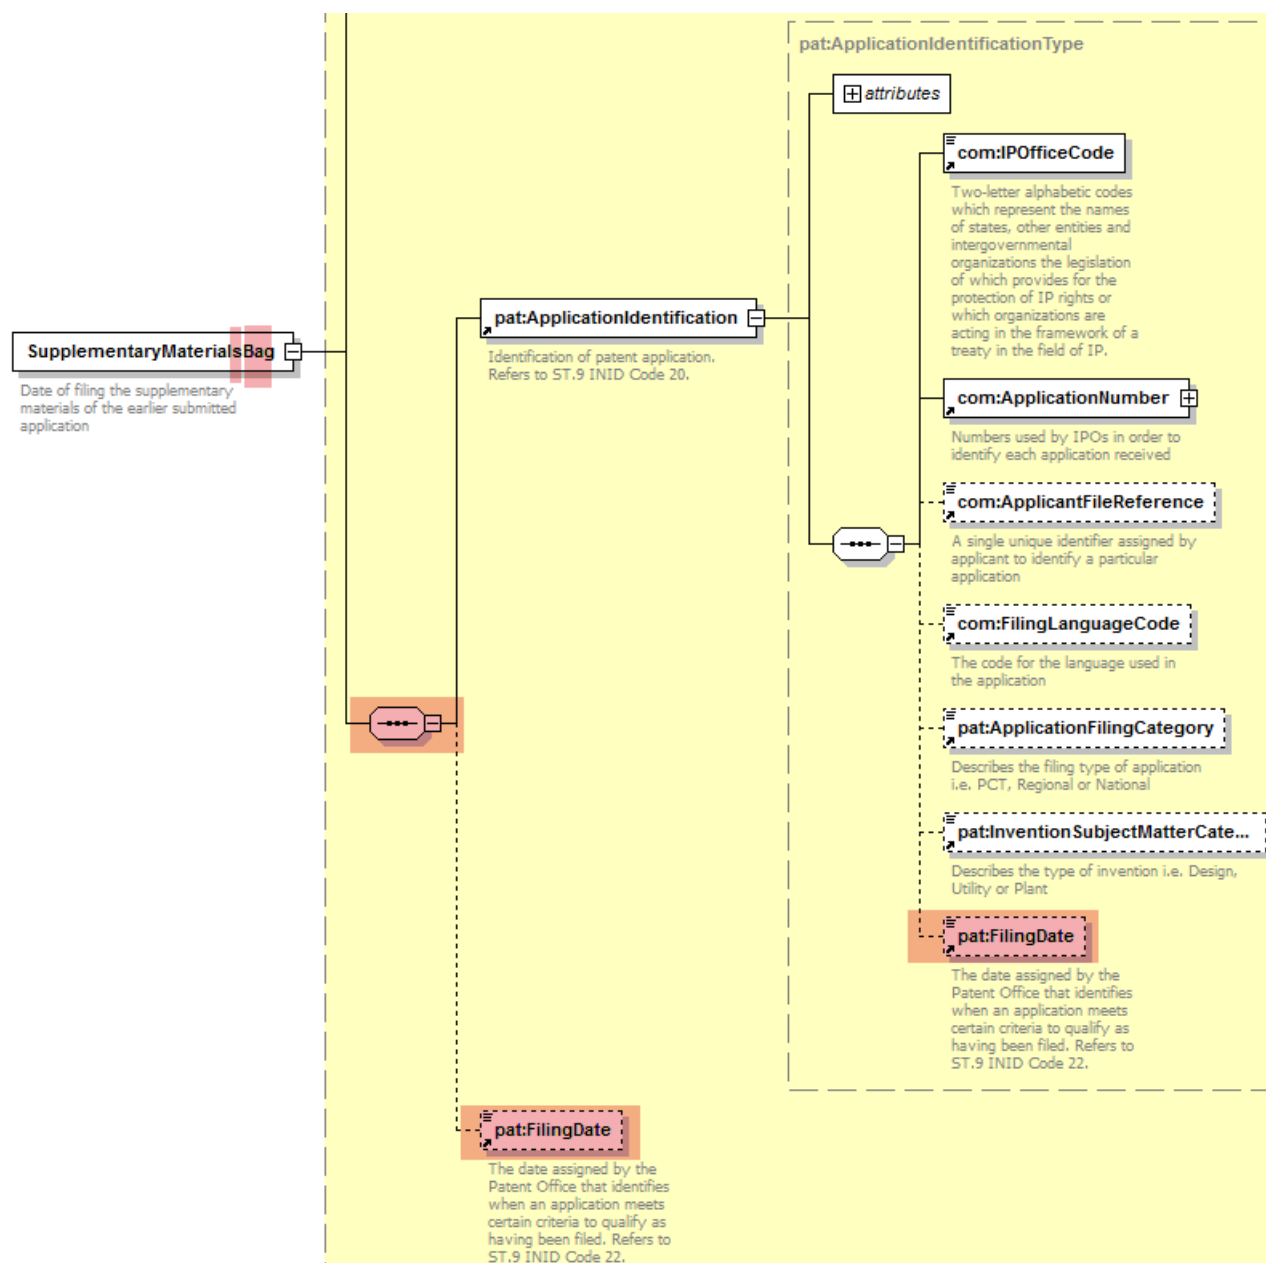 pat:ApplicationIdentificationType
attributes
com:IPOfficeCode
Two-letter alphabetic codes
which represent the names
of states, other entities and
intergovernmental
organizations the legislation
of which provides for the
protection of IP rights or
which organizations are
acting in the framework of a
treaty in the field of IP.
pat:ApplicationIdentification
Identification of patent application.
Refers to ST.9 INID Code 20.
SupplementaryMaterialsBag
Date of filing the supplementary
materials of the earlier submitted
application
com:ApplicationNumber
Numbers used by IPOs in order to
identify each application received
com:ApplicantFileReference
A single unique identifier assigned by
applicant to identify a particular
application
com:FilingLanguageCode
The code for the language used in
the application
pat:ApplicationFilingCategory
Describes the filing type of application
i.e. PCT, Regional or National
pat:InventionSubjectMatterCate...
Describes the type of invention i.e. Design,
Utility or Plant
pat:FilingDate
The date assigned by the
Patent Office that identifies
when an application meets
certain criteria to qualify as
having been filed. Refers to
ST.9 INID Code 22.
pat:FilingDate
The date assigned by the
Patent Office that identifies
when an application meets
certain criteria to qualify as
having been filed. Refers to
ST.9 INID Code 22.